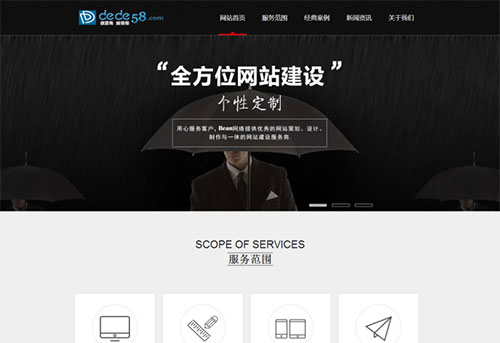 dede58.com
网站首页 服务范围 经典案例 新闻资讯 关于我们
“全方位网站建设”
个性定制
用心服务客户, Bean网络提供优秀的网站策划、设计、
制作与一体的网站建设服务商.
SCOPE OF SERVICES
服务范围